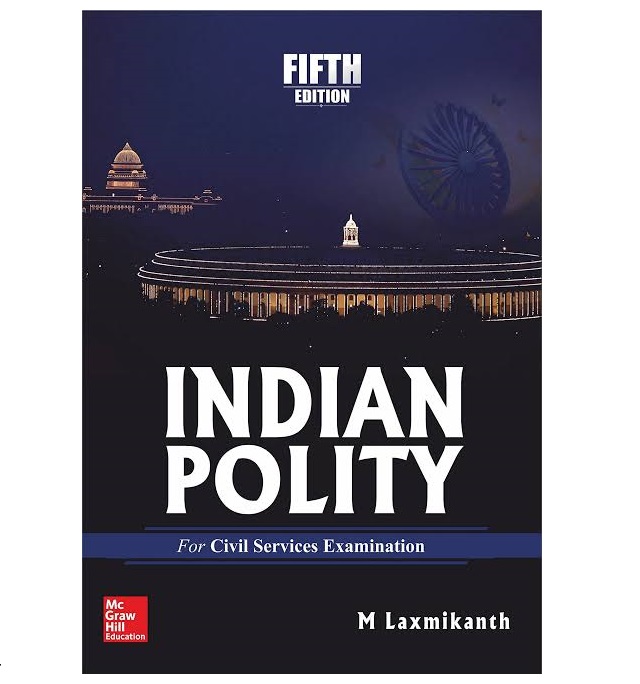 FIFTH
EDITION
INDIAN
POLITY
For Civil Services Examination
Mc
Graw
Hill
Education
M Laxmikanth